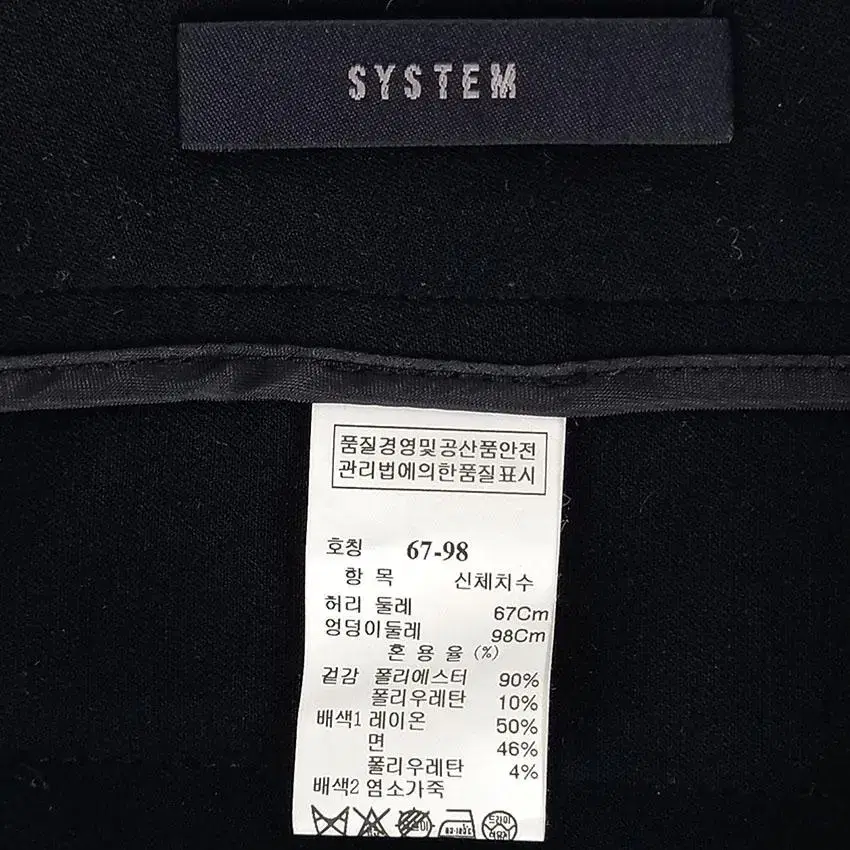 SYSTEM
품질경영및공산품안전
관리법에의한품질표시
호칭 67-98
항 목 신체치수
허리 둘레 67Cm
엉덩이둘레 98Cm
혼 용 율 (%)
겉감 폴리에스터 90%
폴리우레탄 10%
배색1 레이온 50%
면 46%
폴리우레탄 4%
배색2 염소가죽
드라이